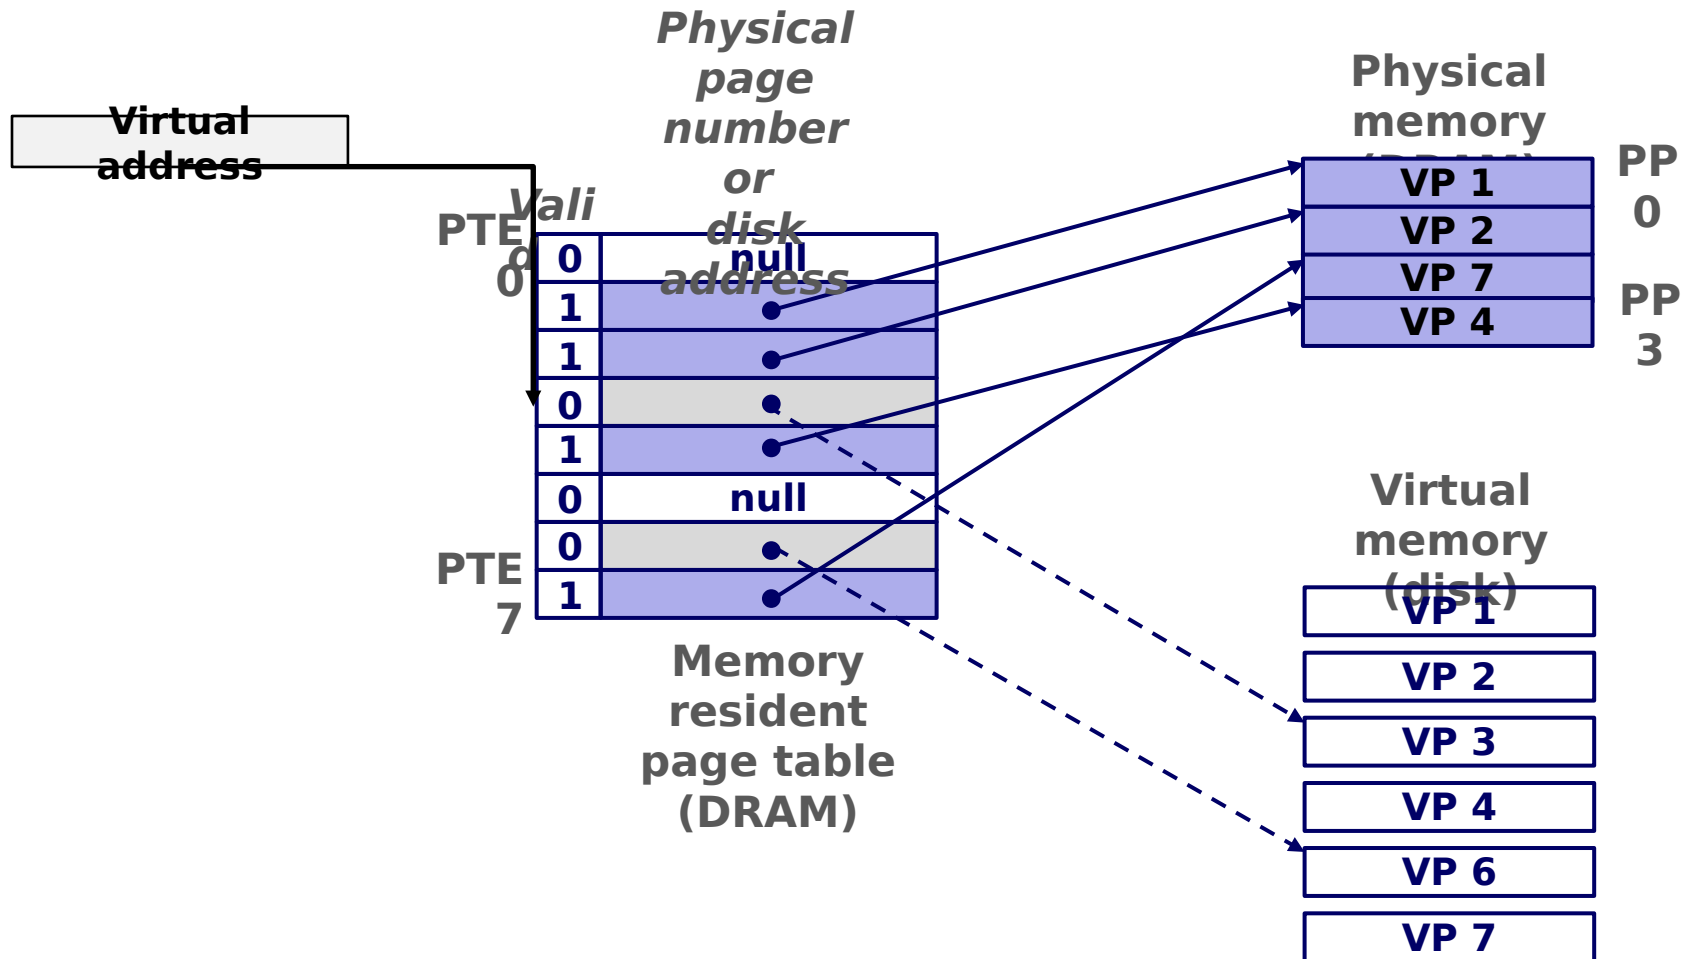 Physical
page
number
or
disk
address
Virtual
address
Valid
PTE
0
0
null
1
1
0
1
0
null
0
1
PTE
7
Memory
resident
page table
(DRAM)
Physical
memory
(DRAM)
VP 1
VP 2
VP 7
VP 4
PP
0
PP
3
Virtual
memory
(disk)
VP 1
VP 2
VP 3
VP 4
VP 6
VP 7